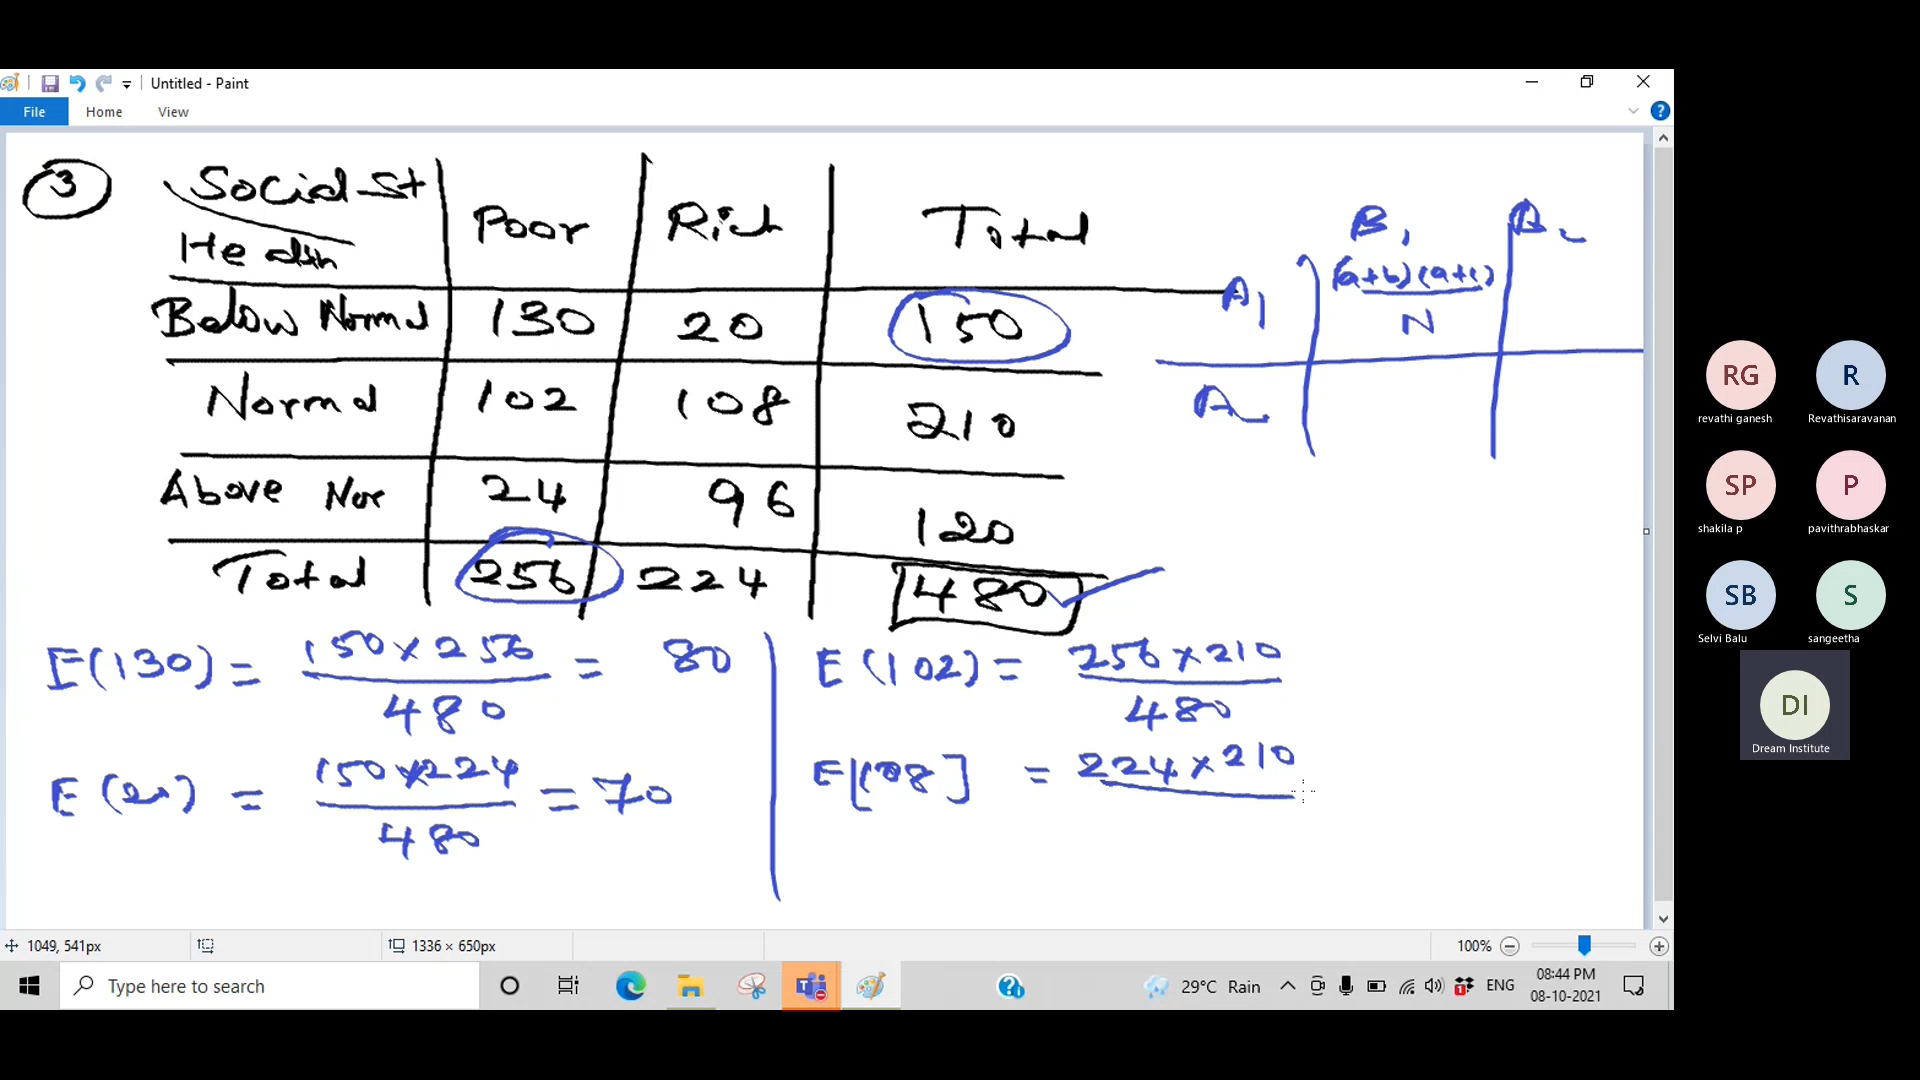 Untitled - Paint
File Home View
3
Social St Poor Rich Total
Health
Below Normal 130 20 150
Normal 102 108 210
Above Nor 24 96 120
Total 256 224 480
B1
A1 (a+b)(a+c)
N
E(130) = 150 × 256 = 80
480
E(20) = 150 × 224 = 70
480
E(102) = 256 × 210
480
E[108] = 224 × 210
RG R
revathi ganesh Revathisaravanan
SP P
shakila p pavithrabhaskar
SB S
Selvi Balu sangeetha
DI
Dream Institute
1049, 541px 1336 × 650px 100%
Type here to search 29°C Rain ENG 08:44 PM
08-10-2021